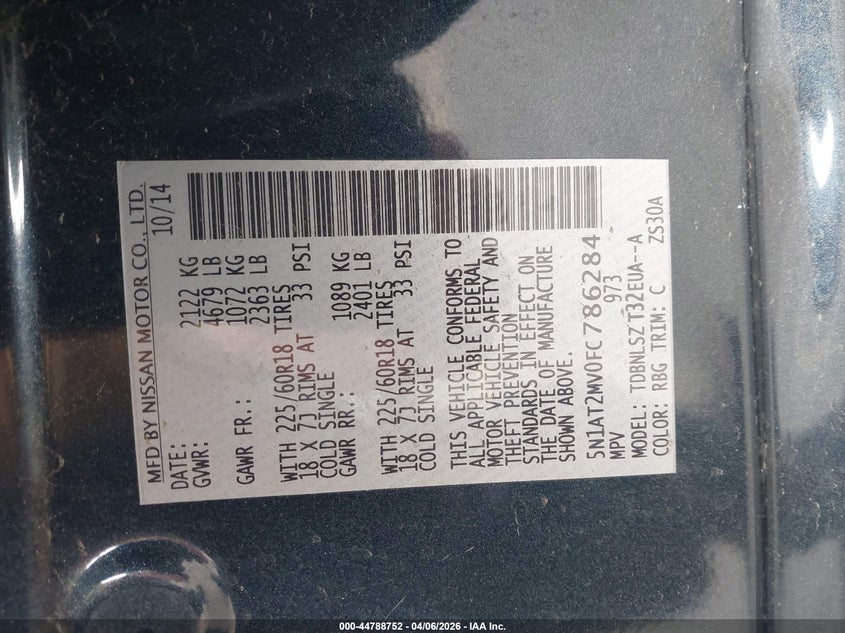 MFD BY NISSAN MOTOR CO., LTD.
DATE: 10/14
GVWR: 2122 KG
4679 LB
GAWR FR.: 1072 KG
2363 LB
WITH 225/60R18 TIRES
18 X 7J RIMS AT 33 PSI
COLD SINGLE
GAWR RR.: 1089 KG
2401 LB
WITH 225/60R18 TIRES
18 X 7J RIMS AT 33 PSI
COLD SINGLE
THIS VEHICLE CONFORMS TO
ALL APPLICABLE FEDERAL
MOTOR VEHICLE SAFETY AND
THEFT PREVENTION
STANDARDS IN EFFECT ON
THE DATE OF MANUFACTURE
SHOWN ABOVE.
5N1AT2MV0FC786284
MPV 973
MODEL: TDBNLSZ T32EUA--A
COLOR: RBG TRIM: C ZS30A
000-44788752 - 04/06/2026 - IAA Inc.